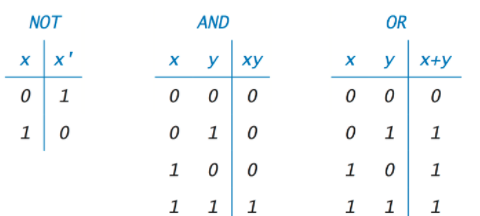 NOT AND OR
x x' x y xy x y x+y
0 1 0 0 0 0 0 0
1 0 0 1 0 0 1 1
1 0 0 1 0 1
1 1 1 1 1 1